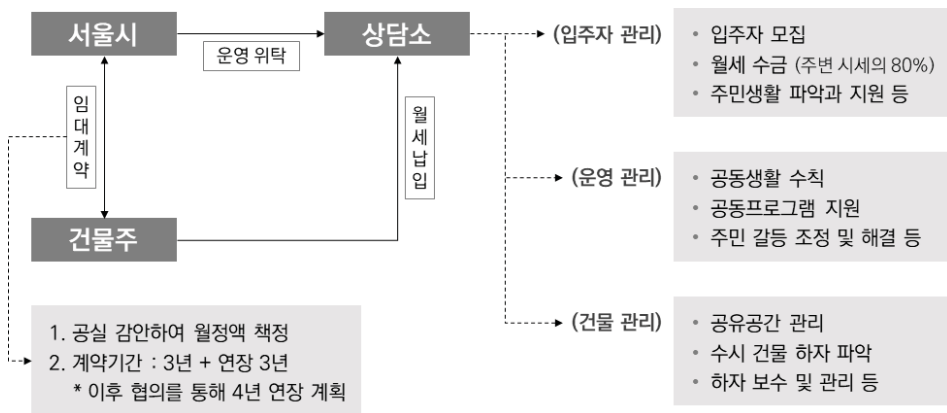 서울시
운영 위탁
상담소
임대계약
월세납입
건물주
1. 공실 감안하여 월정액 책정
2. 계약기간 : 3년 + 연장 3년
* 이후 협의를 통해 4년 연장 계획
(입주자 관리)
• 입주자 모집
• 월세 수금 (주변 시세의 80%)
• 주민생활 파악과 지원 등
(운영 관리)
• 공동생활 수칙
• 공동프로그램 지원
• 주민 갈등 조정 및 해결 등
(건물 관리)
• 공유공간 관리
• 수시 건물 하자 파악
• 하자 보수 및 관리 등